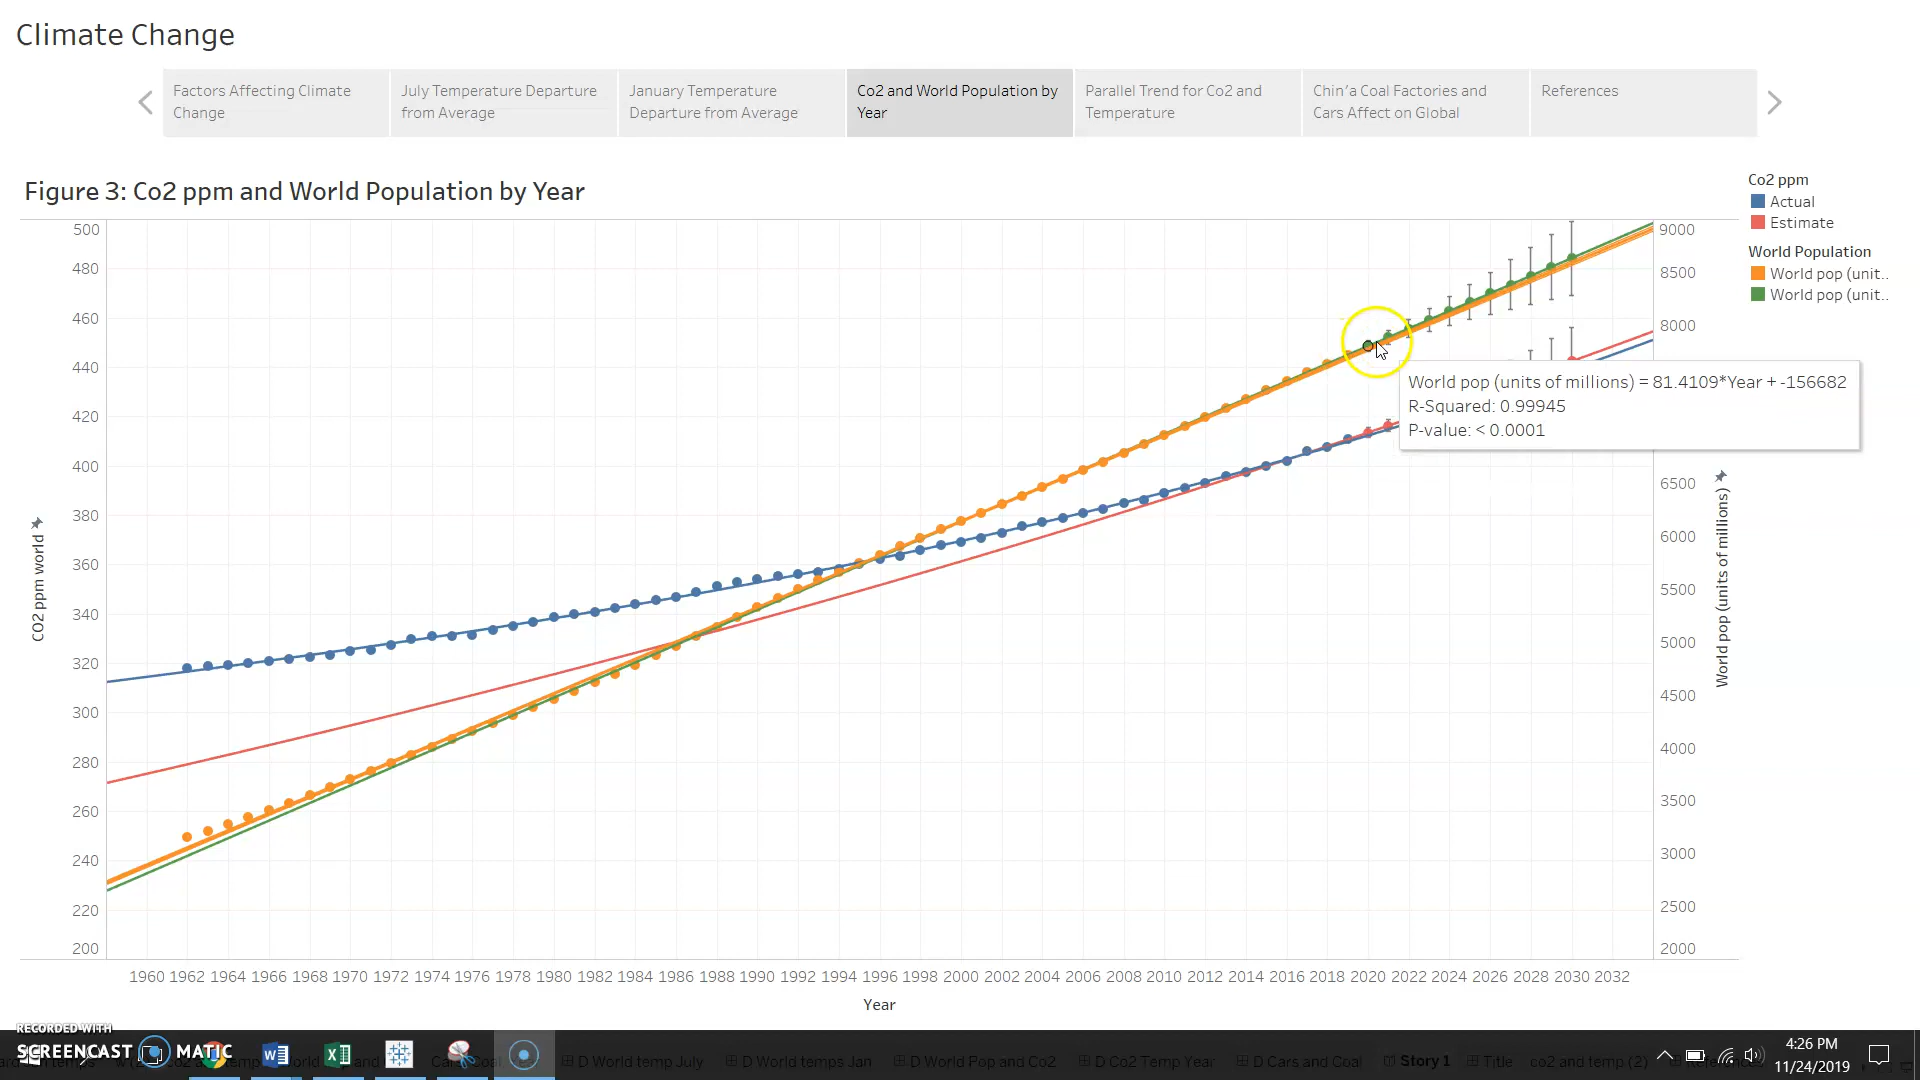 Climate Change
Factors Affecting Climate
Change
July Temperature Departure
from Average
January Temperature
Departure from Average
Co2 and World Population by
Year
Parallel Trend for Co2 and
Temperature
Chin'a Coal Factories and
Cars Affect on Global
References
Figure 3: Co2 ppm and World Population by Year
Co2 ppm
Actual
Estimate
World Population
World pop (unit..
World pop (unit..
500
480
460
440
420
400
380
360
340
320
300
280
260
240
220
200
CO2 ppm world
9000
8500
8000
6500
6000
5500
5000
4500
4000
3500
3000
2500
2000
World pop (units of millions)
World pop (units of millions) = 81.4109*Year + -156682
R-Squared: 0.99945
P-value: < 0.0001
1960 1962 1964 1966 1968 1970 1972 1974 1976 1978 1980 1982 1984 1986 1988 1990 1992 1994 1996 1998 2000 2002 2004 2006 2008 2010 2012 2014 2016 2018 2020 2022 2024 2026 2028 2030 2032
Year
RECORDED WITH
SCREENCAST MATIC
D World temp July
D World temps Jan
D World Pop and Co2
D Co2 Temp Year
D Cars and Coal
Story 1
Title
co2 and temp (2)
4:26 PM
11/24/2019